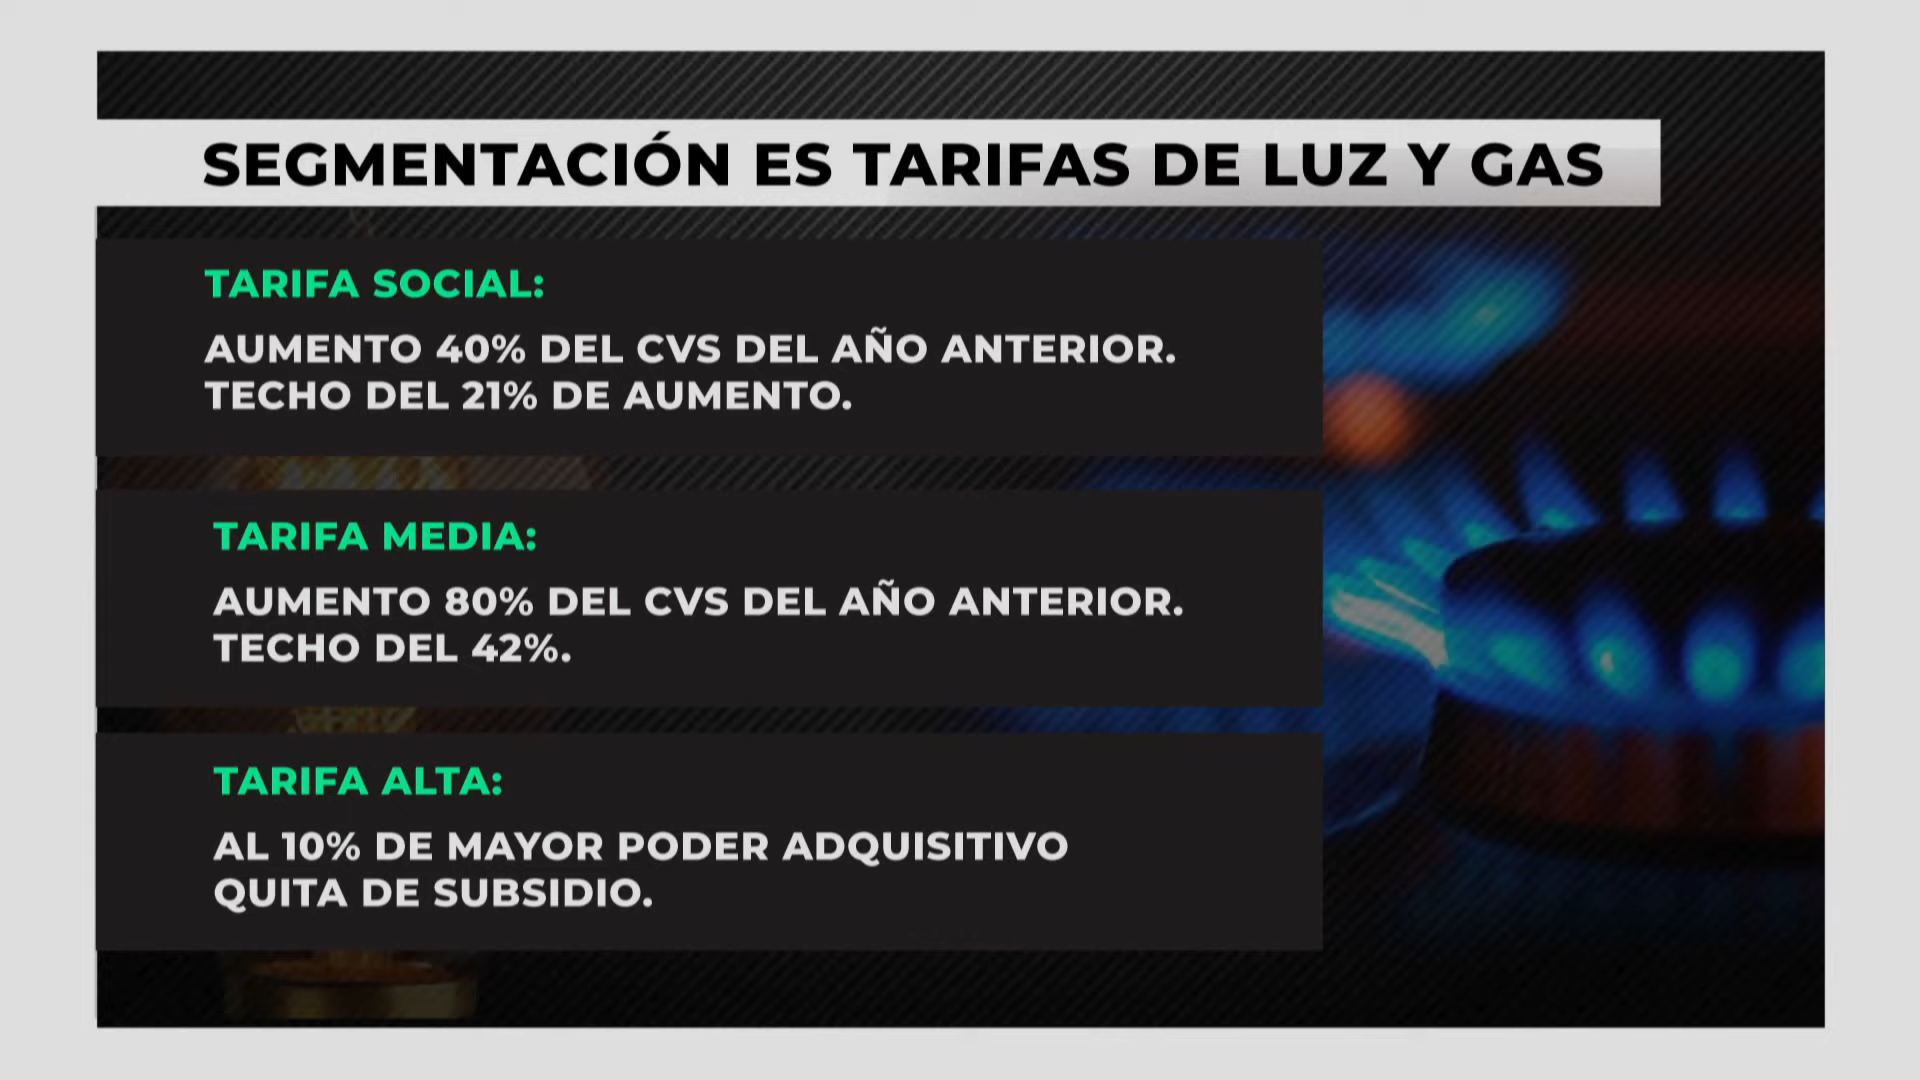 SEGMENTACIÓN ES TARIFAS DE LUZ Y GAS
TARIFA SOCIAL:
AUMENTO 40% DEL CVS DEL AÑO ANTERIOR.
TECHO DEL 21% DE AUMENTO.
TARIFA MEDIA:
AUMENTO 80% DEL CVS DEL AÑO ANTERIOR.
TECHO DEL 42%.
TARIFA ALTA:
AL 10% DE MAYOR PODER ADQUISITIVO
QUITA DE SUBSIDIO.